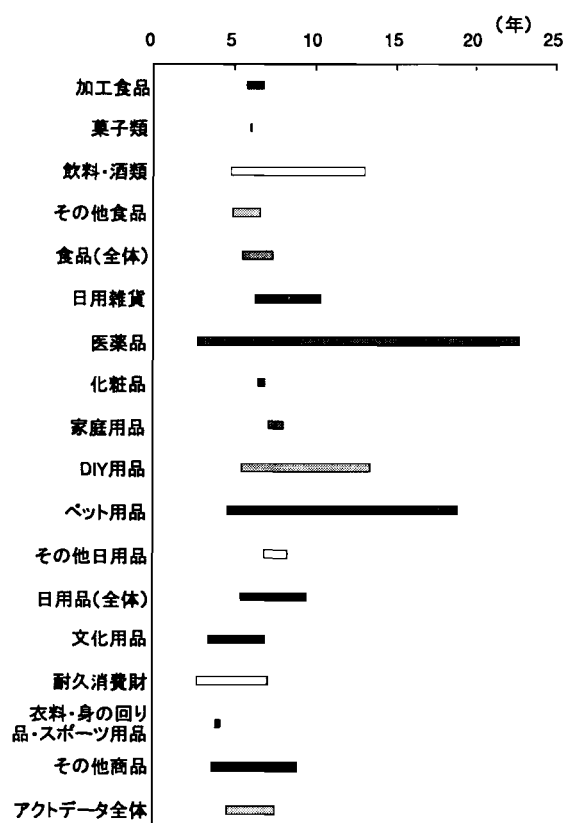 （年）
0 5 10 15 20 25
加工食品
菓子類
飲料・酒類
その他食品
食品(全体)
日用雑貨
医薬品
化粧品
家庭用品
DIY用品
ペット用品
その他日用品
日用品(全体)
文化用品
耐久消費財
衣料・身の回り
品・スポーツ用品
その他商品
アクトデータ全体